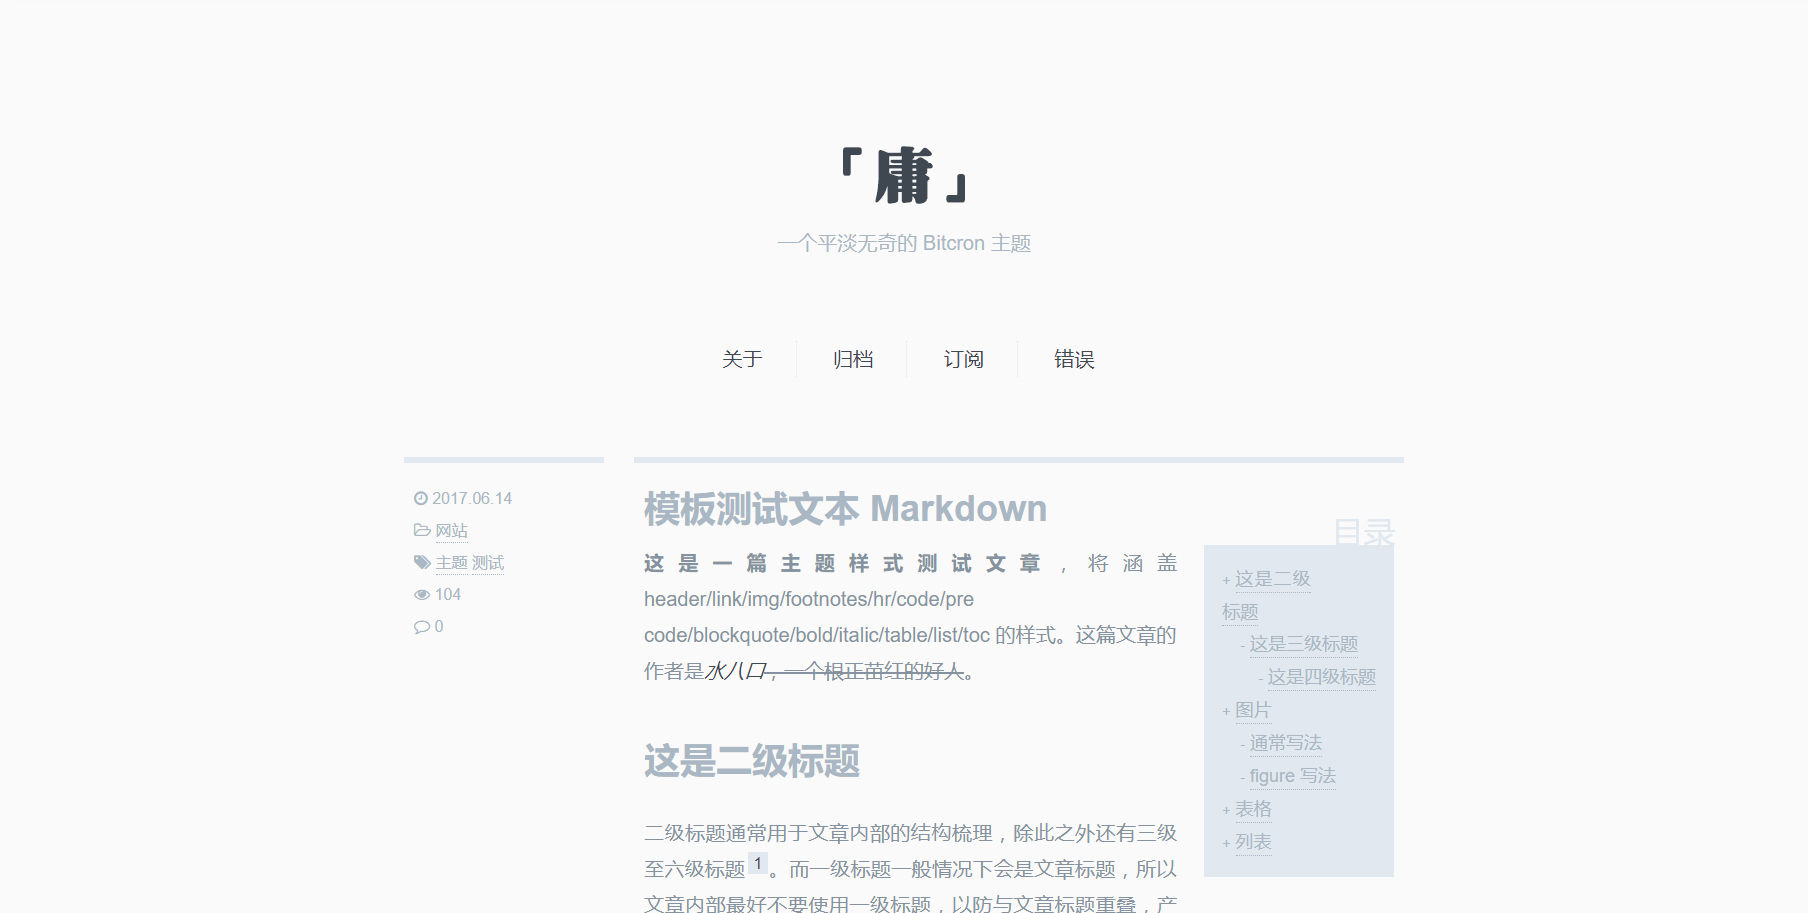 「庸」
一个平淡无奇的 Bitcron 主题
关于
归档
订阅
错误
2017.06.14
网站
主题 测试
104
0
模板测试文本 Markdown
这是一篇主题样式测试文章，将涵盖
header/link/img/footnotes/hr/code/pre
code/blockquote/bold/italic/table/list/toc 的样式。这篇文章的
作者是水八口，一个根正苗红的好人。
这是二级标题
二级标题通常用于文章内部的结构梳理，除此之外还有三级
至六级标题1。而一级标题一般情况下会是文章标题，所以
文章内部最好不要使用一级标题，以防与文章标题重叠，产
目录
+ 这是二级
标题
- 这是三级标题
- 这是四级标题
+ 图片
- 通常写法
- figure 写法
+ 表格
+ 列表